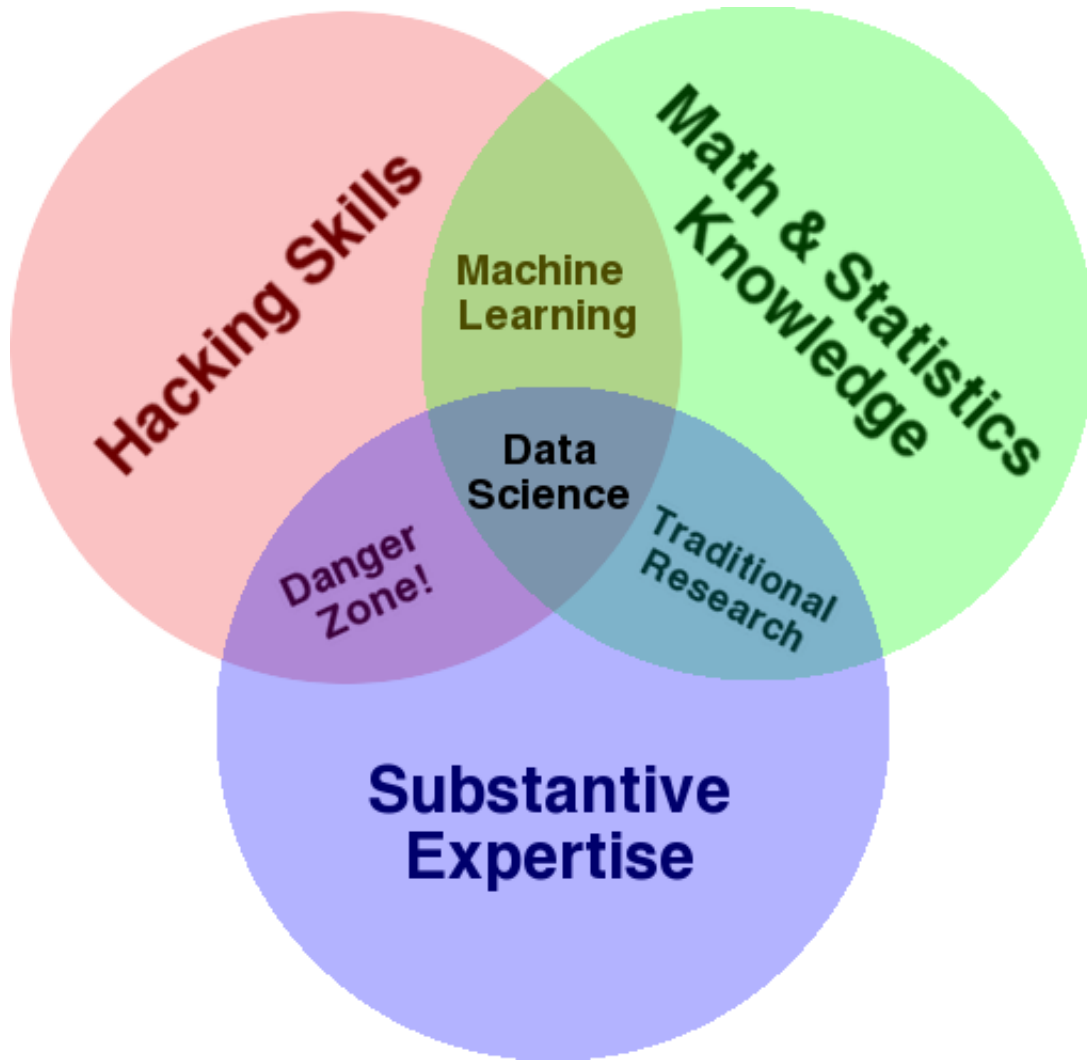 Hacking Skills
Math & Statistics
Knowledge
Machine
Learning
Data
Science
Danger
Zone!
Traditional
Research
Substantive
Expertise